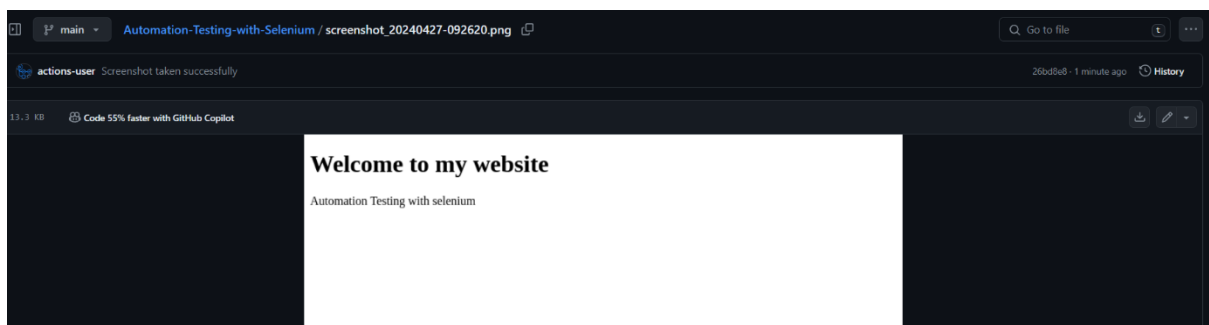 main Automation-Testing-with-Selenium / screenshot_20240427-092620.png Go to file t
actions-user Screenshot taken successfully 26bd8e8 · 1 minute ago History
13.3 KB Code 55% faster with GitHub Copilot
Welcome to my website
Automation Testing with selenium